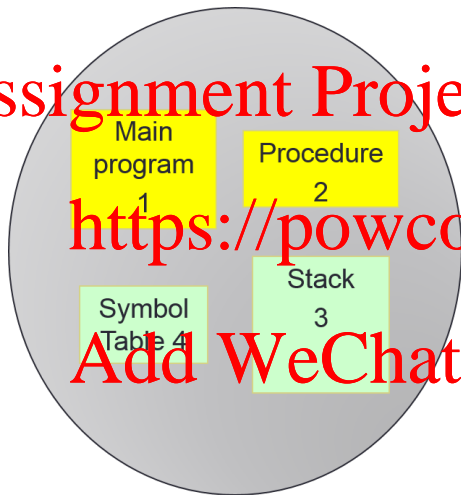 ssignment Proje
Main
program
1
Procedure
2
https://powco
Stack
3
Symbol
Table 4
Add WeChat